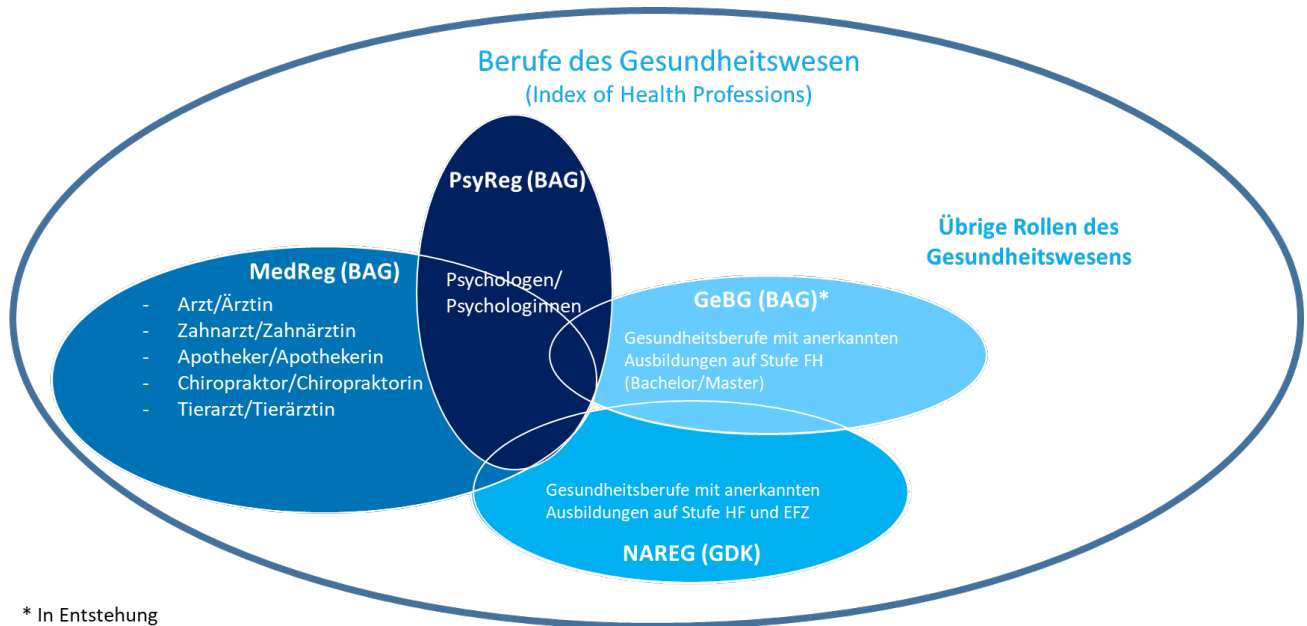 Berufe des Gesundheitswesen
(Index of Health Professions)
PsyReg (BAG)
Psychologen/
Psychologinnen
MedReg (BAG)
- Arzt/Ärztin
- Zahnarzt/Zahnärztin
- Apotheker/Apothekerin
- Chiropraktor/Chiropraktorin
- Tierarzt/Tierärztin
Übrige Rollen des
Gesundheitswesens
GeBG (BAG)*
Gesundheitsberufe mit anerkannten
Ausbildungen auf Stufe FH
(Bachelor/Master)
Gesundheitsberufe mit anerkannten
Ausbildungen auf Stufe HF und EFZ
NAREG (GDK)
* In Entstehung